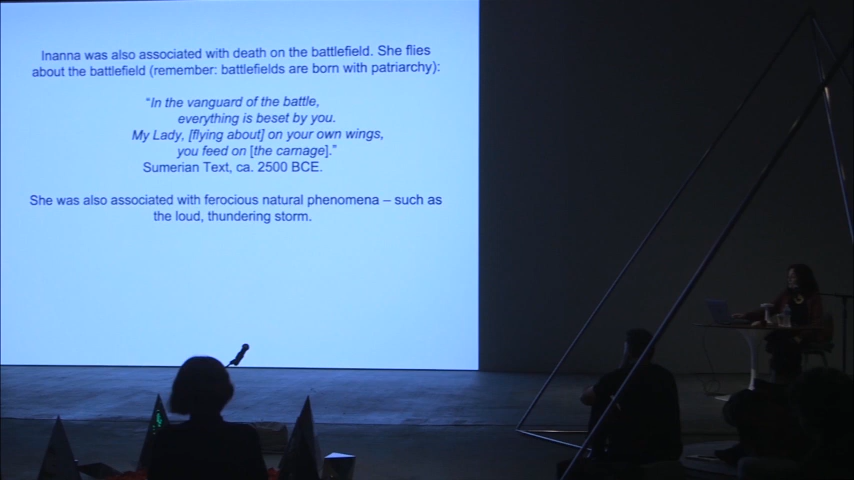 Inanna was also associated with death on the battlefield. She flies
about the battlefield (remember: battlefields are born with patriarchy):
“In the vanguard of the battle,
everything is beset by you.
My Lady, [flying about] on your own wings,
you feed on [the carnage].”
Sumerian Text, ca. 2500 BCE.
She was also associated with ferocious natural phenomena – such as
the loud, thundering storm.